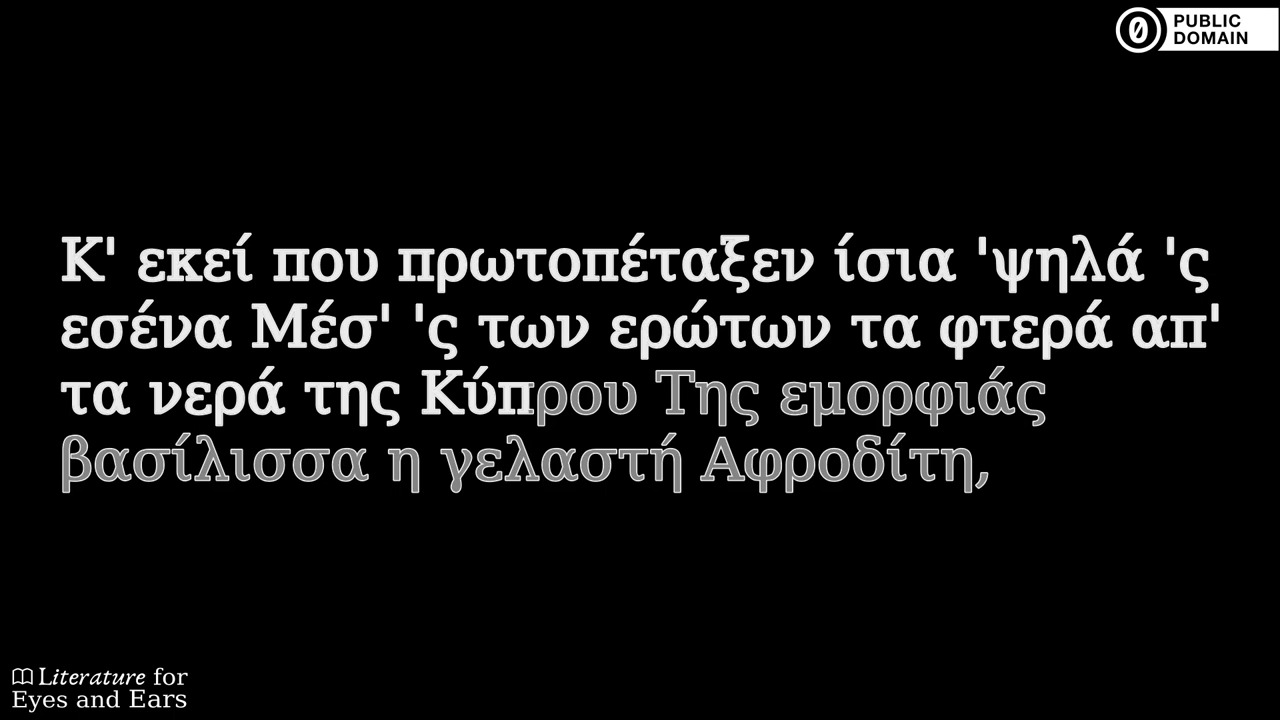 PUBLIC
DOMAIN
Κ' εκεί που πρωτοπέταξεν ίσια 'ψηλά 'ς
εσένα Μέσ' 'ς των ερώτων τα φτερά απ'
τα νερά της Κύπρου Της εμορφιάς
βασίλισσα η γελαστή Αφροδίτη,
Literature for
Eyes and Ears